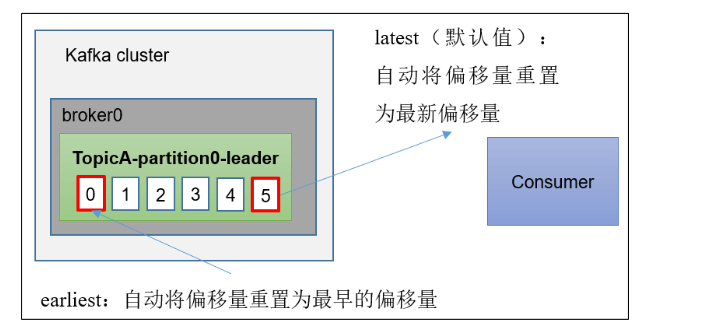 Kafka cluster
broker0
TopicA-partition0-leader
0 1 2 3 4 5
latest（默认值）：
自动将偏移量重置
为最新偏移量
Consumer
earliest：自动将偏移量重置为最早的偏移量